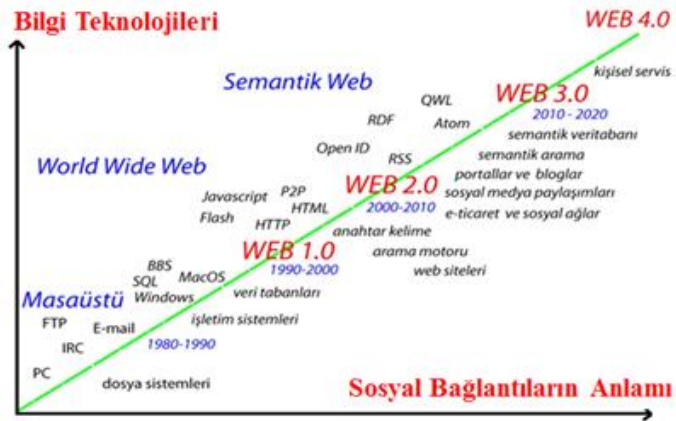 Bilgi Teknolojileri
WEB 4.0
kişisel servis
Semantik Web
WEB 3.0
QWL
2010 - 2020
RDF
Atom
semantik veritabanı
Open ID
semantik arama
RSS
World Wide Web
portallar ve bloglar
WEB 2.0
sosyal medya paylaşımları
Javascript
P2P
HTML
2000-2010
e-ticaret ve sosyal ağlar
Flash
HTTP
anahtar kelime
WEB 1.0
arama motoru
1990-2000
web siteleri
BBS
SQL
MacOS
Windows
veri tabanları
Masaüstü
FTP
E-mail
işletim sistemleri
IRC
1980-1990
PC
dosya sistemleri
Sosyal Bağlantıların Anlamı